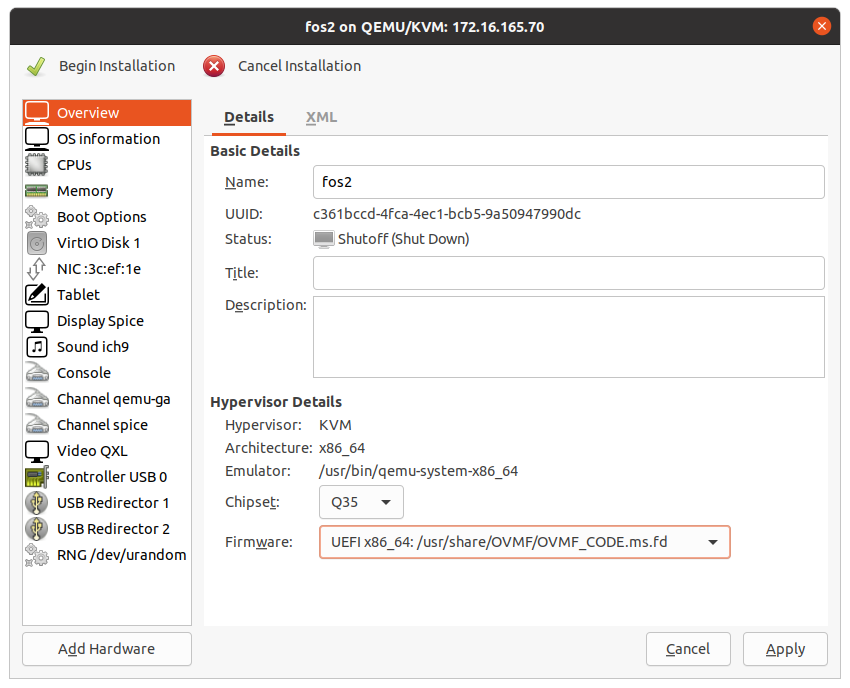 fos2 on QEMU/KVM: 172.16.165.70
Begin Installation
Cancel Installation
Overview
OS information
CPUs
Memory
Boot Options
VirtIO Disk 1
NIC :3c:ef:1e
Tablet
Display Spice
Sound ich9
Console
Channel qemu-ga
Channel spice
Video QXL
Controller USB 0
USB Redirector 1
USB Redirector 2
RNG /dev/urandom
Add Hardware
Details
XML
Basic Details
Name: fos2
UUID: c361bccd-4fca-4ec1-bcb5-9a50947990dc
Status: Shutoff (Shut Down)
Title:
Description:
Hypervisor Details
Hypervisor: KVM
Architecture: x86_64
Emulator: /usr/bin/qemu-system-x86_64
Chipset: Q35
Firmware: UEFI x86_64: /usr/share/OVMF/OVMF_CODE.ms.fd
Cancel
Apply